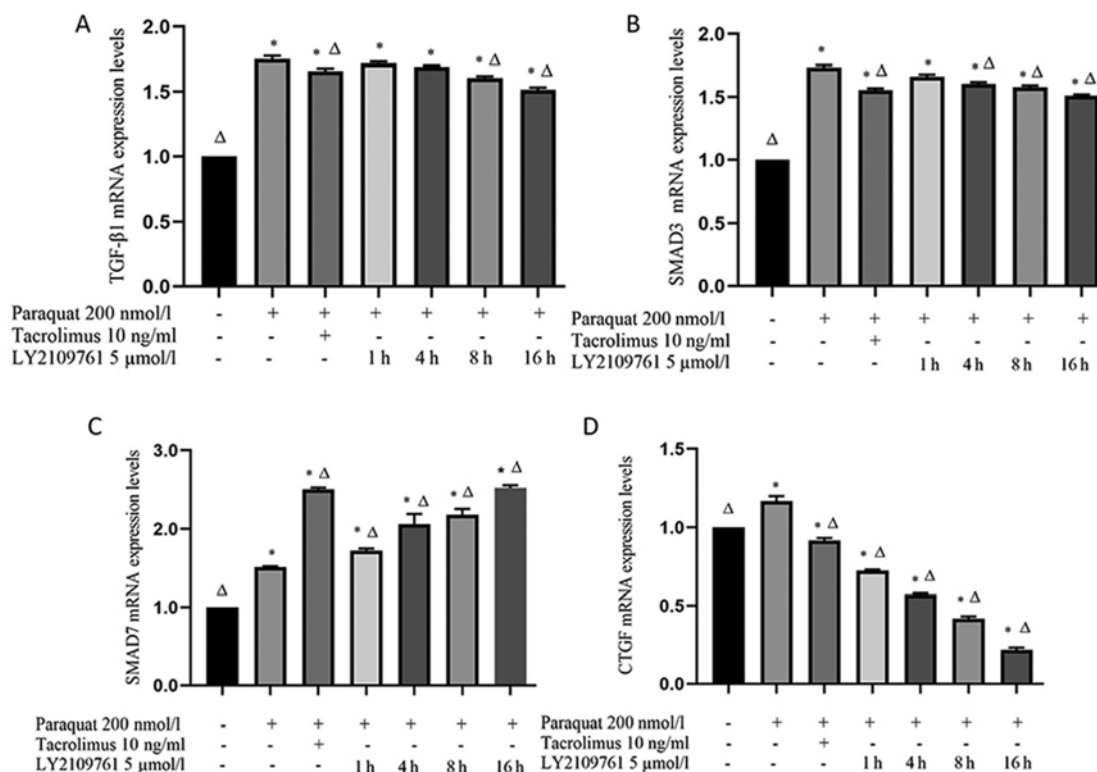 A
TGF-β1 mRNA expression levels
2.0
1.5
1.0
0.5
0.0
Δ
*
* Δ
*
*
* Δ
* Δ
Paraquat 200 nmol/l - + + + + + +
Tacrolimus 10 ng/ml - - + - - - -
LY2109761 5 μmol/l - - - 1 h 4 h 8 h 16 h
B
SMAD3 mRNA expression levels
2.0
1.5
1.0
0.5
0.0
Δ
*
* Δ
*
* Δ
* Δ
* Δ
Paraquat 200 nmol/l - + + + + + +
Tacrolimus 10 ng/ml - - + - - - -
LY2109761 5 μmol/l - - - 1 h 4 h 8 h 16 h
C
SMAD7 mRNA expression levels
3.0
2.0
1.0
0.0
Δ
*
* Δ
* Δ
* Δ
* Δ
* Δ
Paraquat 200 nmol/l - + + + + + +
Tacrolimus 10 ng/ml - - + - - - -
LY2109761 5 μmol/l - - - 1 h 4 h 8 h 16 h
D
CTGF mRNA expression levels
1.5
1.0
0.5
0.0
Δ
*
* Δ
* Δ
* Δ
* Δ
* Δ
Paraquat 200 nmol/l - + + + + + +
Tacrolimus 10 ng/ml - - + - - - -
LY2109761 5 μmol/l - - - 1 h 4 h 8 h 16 h